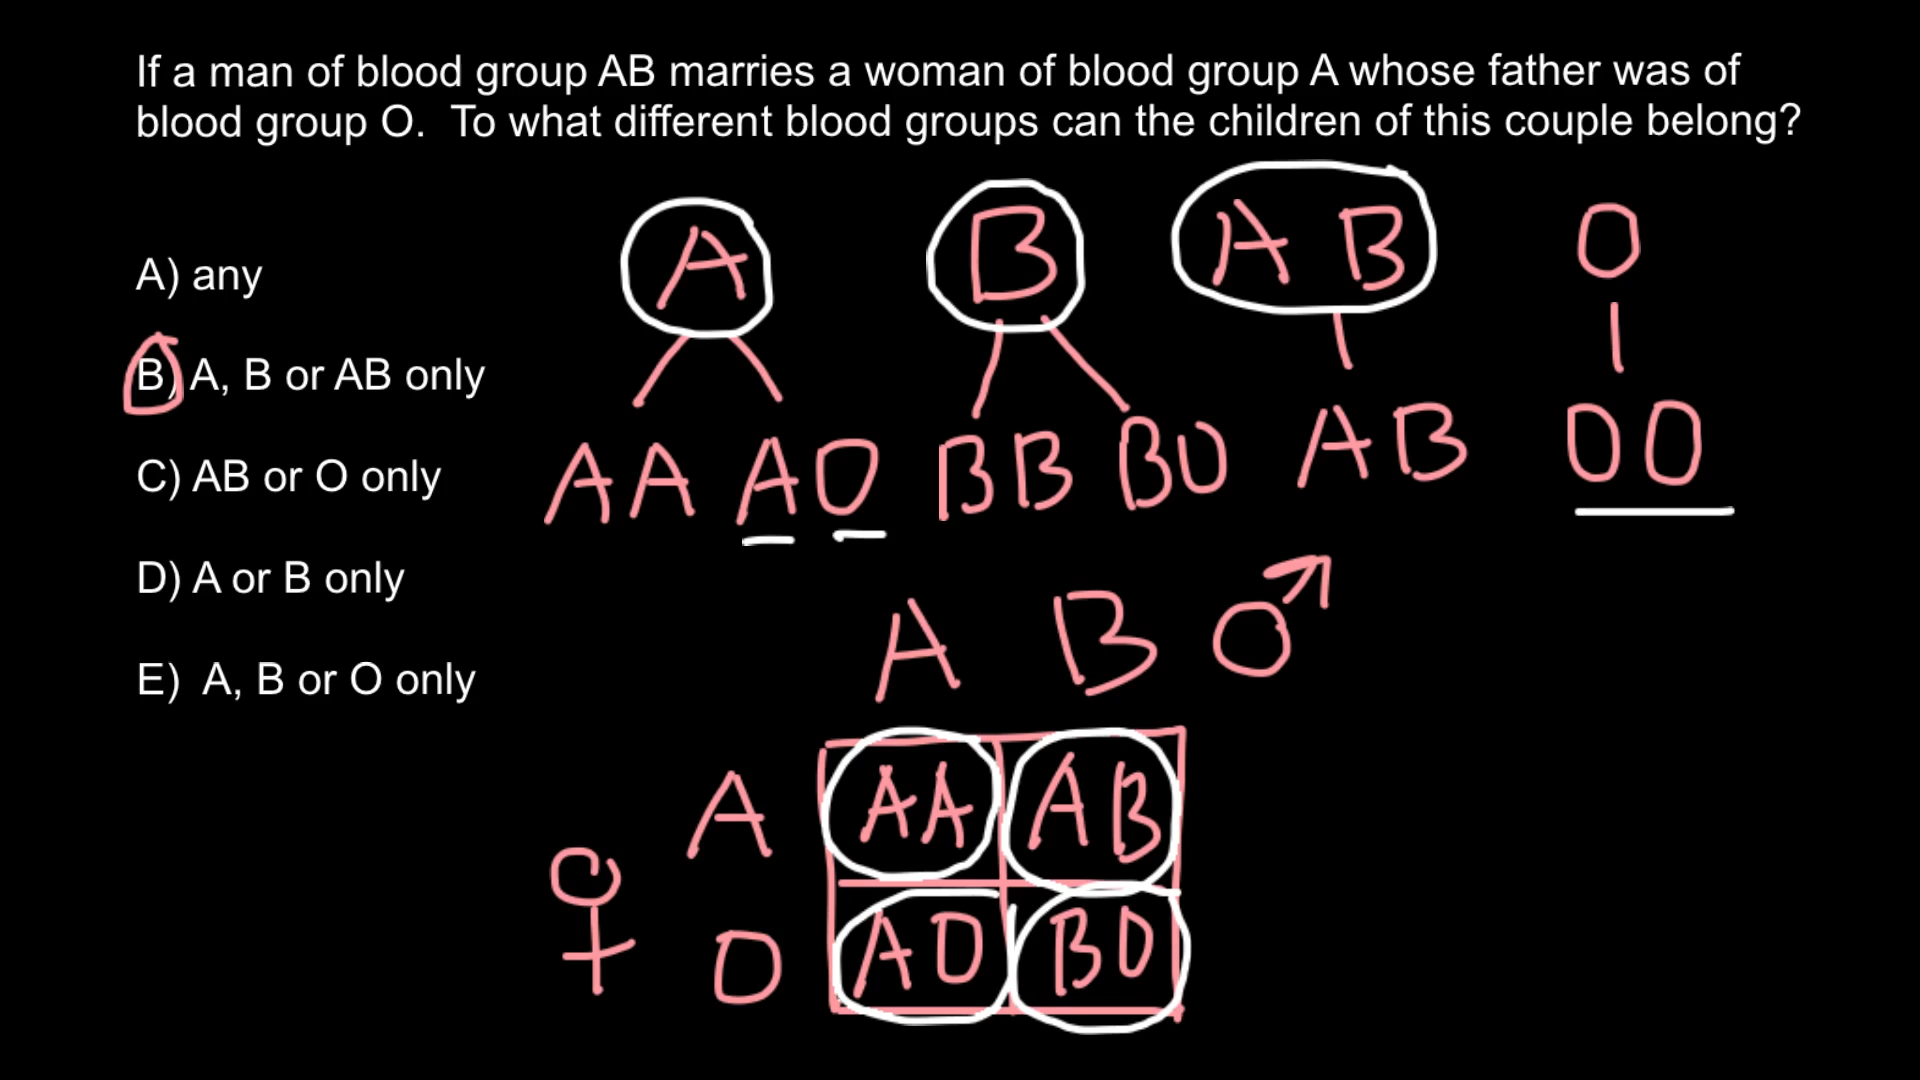 If a man of blood group AB marries a woman of blood group A whose father was of
blood group O.  To what different blood groups can the children of this couple belong?
A) any
B) A, B or AB only
C) AB or O only
D) A or B only
E)  A, B or O only
A B AB O
AA AO BB BO AB OO
A B ♂
A AA AB
♀
O AO BO